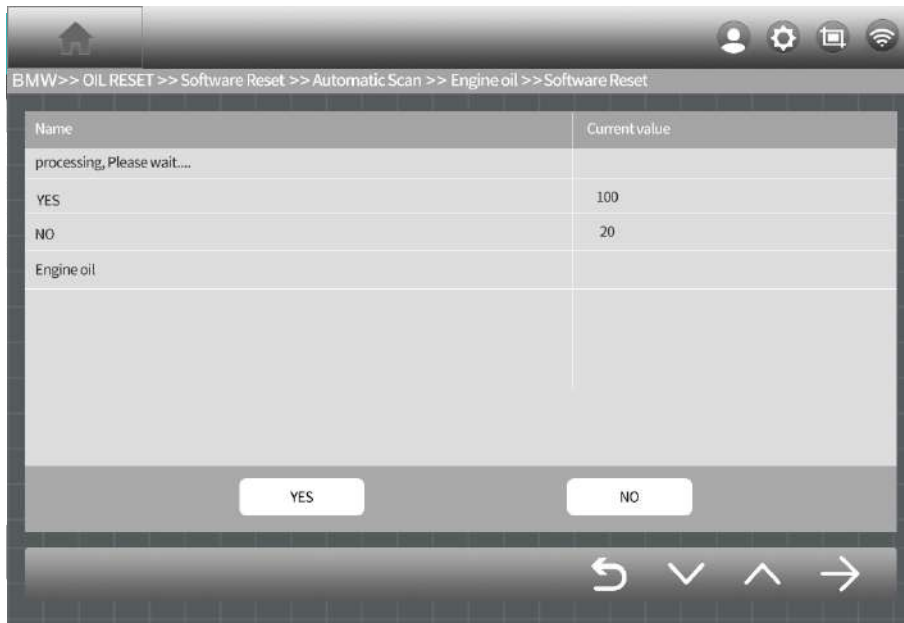 BMW>> OIL RESET >> Software Reset >> Automatic Scan >> Engine oil >>Software Reset
Name Current value
processing, Please wait....
YES 100
NO 20
Engine oil
YES NO